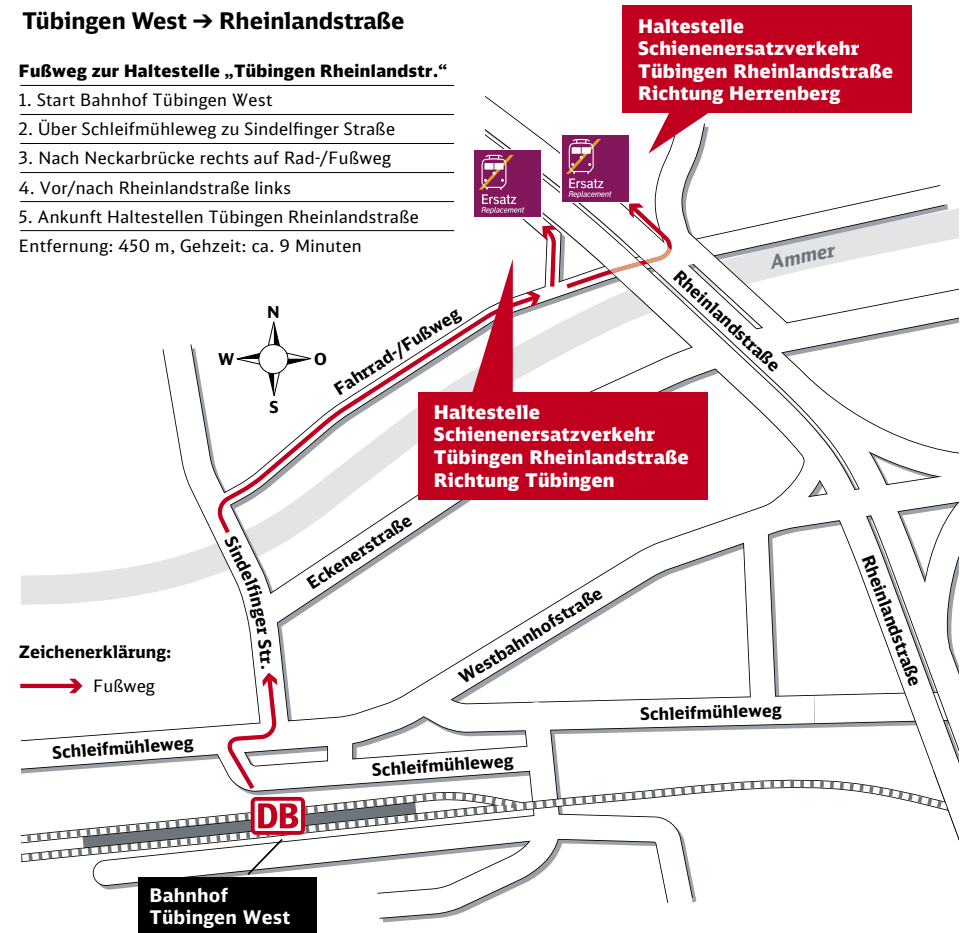 Tübingen West → Rheinlandstraße
Fußweg zur Haltestelle „Tübingen Rheinlandstr.“
1. Start Bahnhof Tübingen West
2. Über Schleifmühleweg zu Sindelfinger Straße
3. Nach Neckarbrücke rechts auf Rad-/Fußweg
4. Vor/nach Rheinlandstraße links
5. Ankunft Haltestellen Tübingen Rheinlandstraße
Entfernung: 450 m, Gehzeit: ca. 9 Minuten
Haltestelle
Schienenersatzverkehr
Tübingen Rheinlandstraße
Richtung Herrenberg
Ersatz
Replacement
Ersatz
Replacement
Ammer
Rheinlandstraße
Fahrrad-/Fußweg
N
W
O
S
Haltestelle
Schienenersatzverkehr
Tübingen Rheinlandstraße
Richtung Tübingen
Sindelfinger Str.
Eckenerstraße
Westbahnhofstraße
Rheinlandstraße
Zeichenerklärung:
Fußweg
Schleifmühleweg
Schleifmühleweg
Schleifmühleweg
DB
Bahnhof
Tübingen West